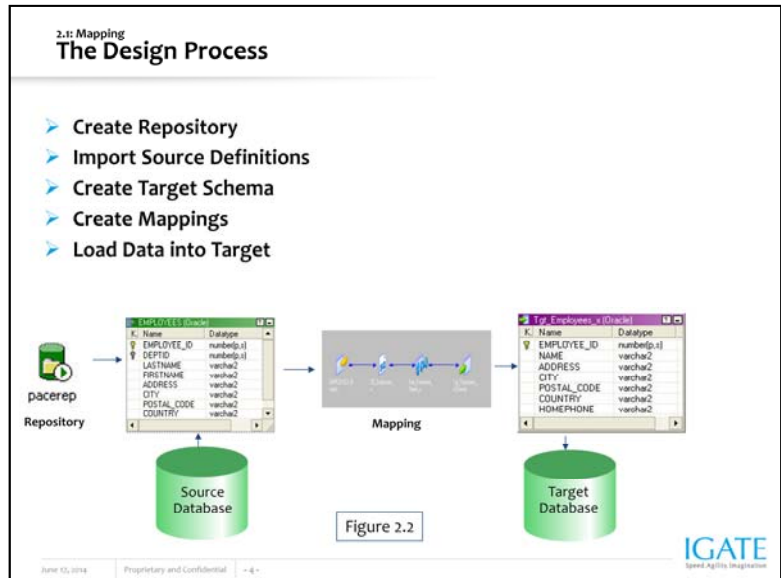 2.1: Mapping
The Design Process
Create Repository
Import Source Definitions
Create Target Schema
Create Mappings
Load Data into Target
EMPLOYEES (Oracle)
K. Name Datatype
EMPLOYEE_ID number(p,s)
DEPTID number(p,s)
LASTNAME varchar2
FIRSTNAME varchar2
ADDRESS varchar2
CITY varchar2
POSTAL_CODE varchar2
COUNTRY varchar2
Tgt_Employees_x (Oracle)
K. Name Datatype
EMPLOYEE_ID number(p,s)
NAME varchar2
ADDRESS varchar2
CITY varchar2
POSTAL_CODE varchar2
COUNTRY varchar2
HOMEPHONE varchar2
pacerep
Repository
Mapping
Source
Database
Target
Database
Figure 2.2
June 17, 2014 Proprietary and Confidential - 4 -
IGATE
Speed.Agility.Imagination